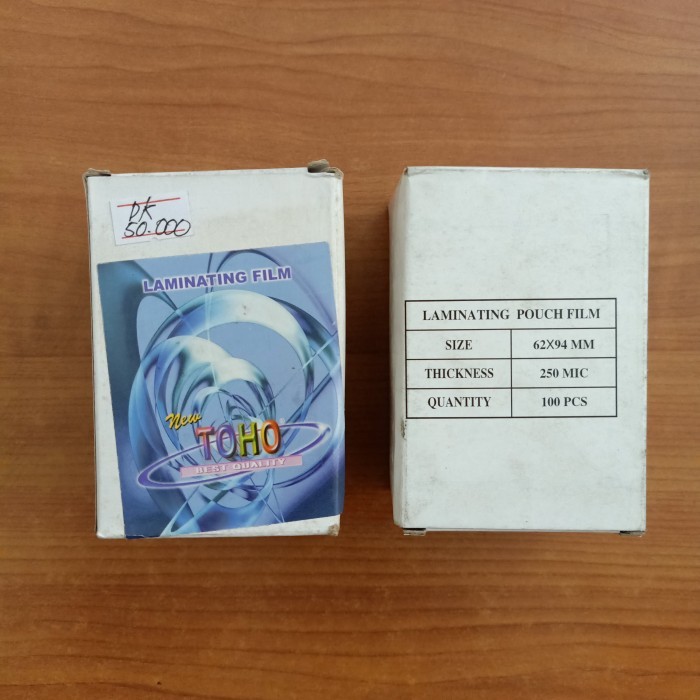 DK
50.000
LAMINATING FILM
New
TOHO
BEST QUALITY
LAMINATING POUCH FILM
SIZE 62X94 MM
THICKNESS 250 MIC
QUANTITY 100 PCS